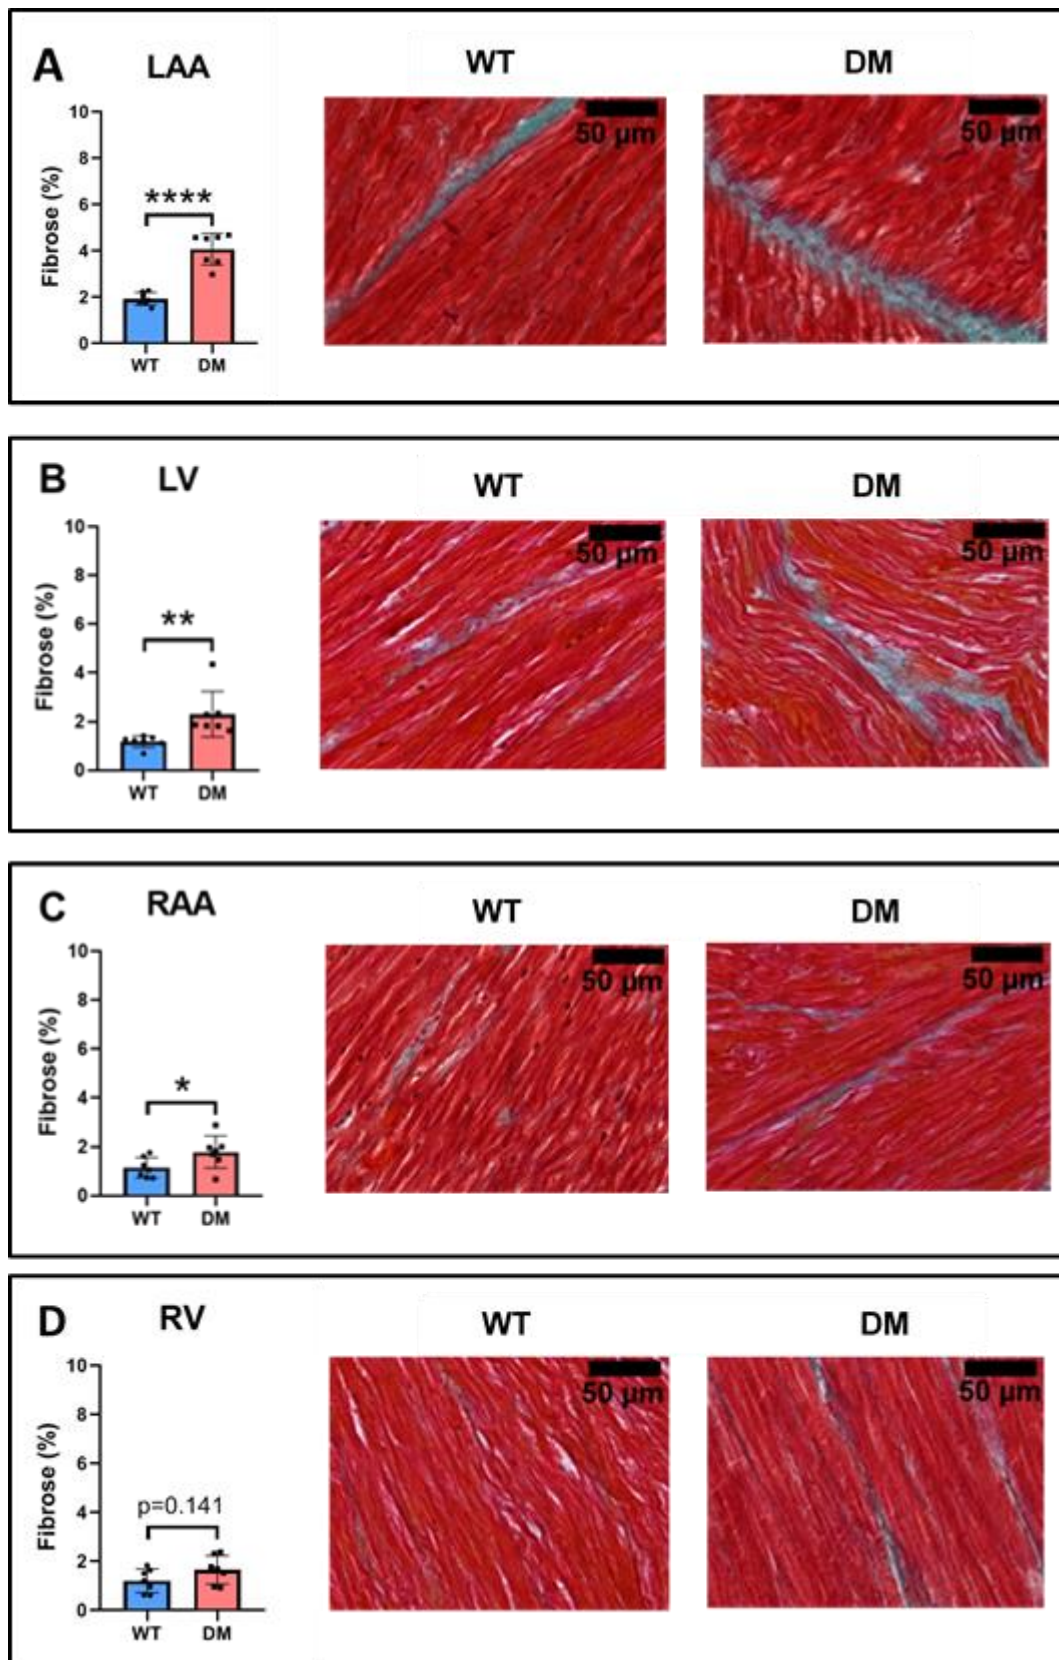 A LAA WT DM
50 µm 50 µm
10
8
6
4
2
0
Fibrose (%)
****
WT DM
B LV WT DM
50 µm 50 µm
10
8
6
4
2
0
Fibrose (%)
**
WT DM
C RAA WT DM
50 µm 50 µm
10
8
6
4
2
0
Fibrose (%)
*
WT DM
D RV WT DM
50 µm 50 µm
10
8
6
4
2
0
Fibrose (%)
p=0.141
WT DM